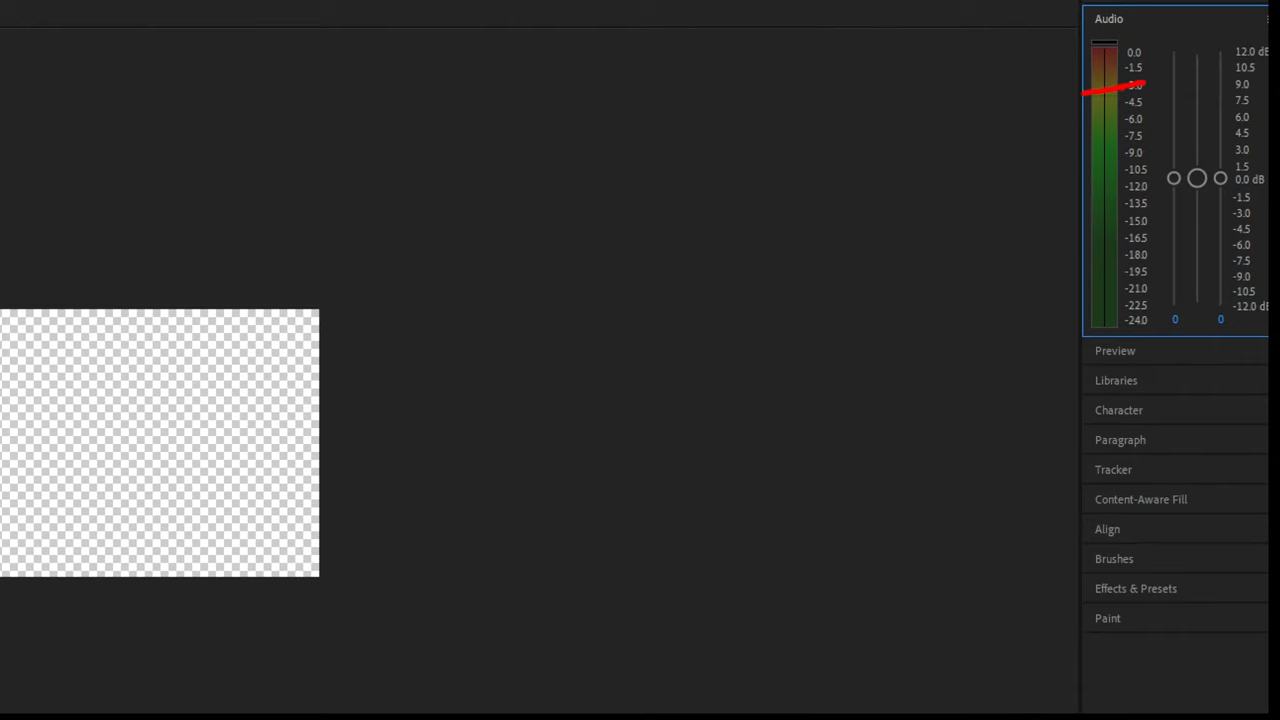 Audio
0.0 12.0 dB
-1.5 10.5
-3.0 9.0
-4.5 7.5
-6.0 6.0
-7.5 4.5
-9.0 3.0
-10.5 1.5
-12.0 0.0 dB
-13.5 -1.5
-15.0 -3.0
-16.5 -4.5
-18.0 -6.0
-19.5 -7.5
-21.0 -9.0
-22.5 -10.5
-24.0 -12.0 dB
0 0
Preview
Libraries
Character
Paragraph
Tracker
Content-Aware Fill
Align
Brushes
Effects & Presets
Paint